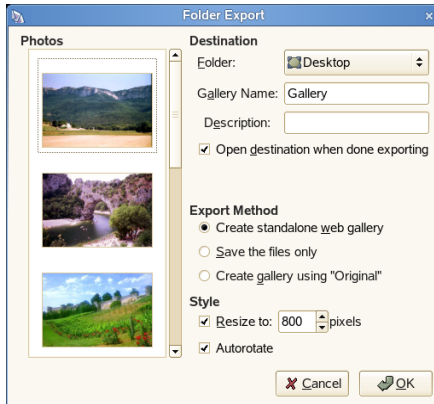 Folder Export
Photos
Destination
Folder:
Desktop
Gallery Name:
Gallery
Description:
Open destination when done exporting
Export Method
Create standalone web gallery
Save the files only
Create gallery using "Original"
Style
Resize to:
800
pixels
Autorotate
Cancel
OK